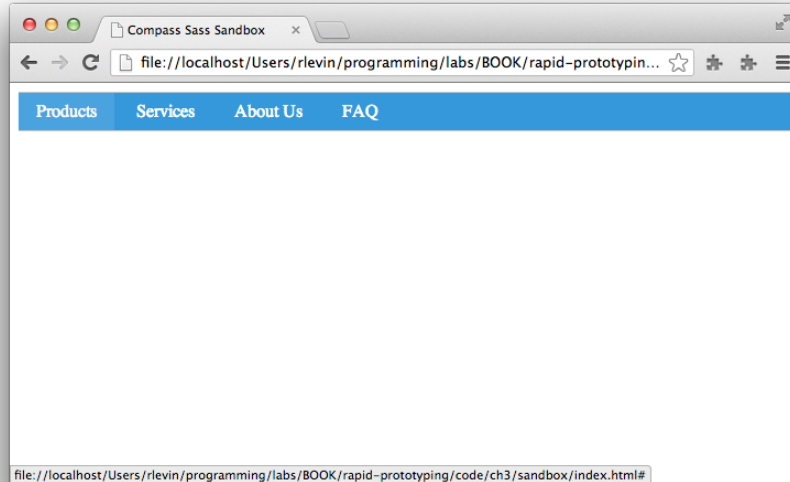 Compass Sass Sandbox
file://localhost/Users/rlevin/programming/labs/BOOK/rapid-prototypin...
Products Services About Us FAQ
file://localhost/Users/rlevin/programming/labs/BOOK/rapid-prototyping/code/ch3/sandbox/index.html#